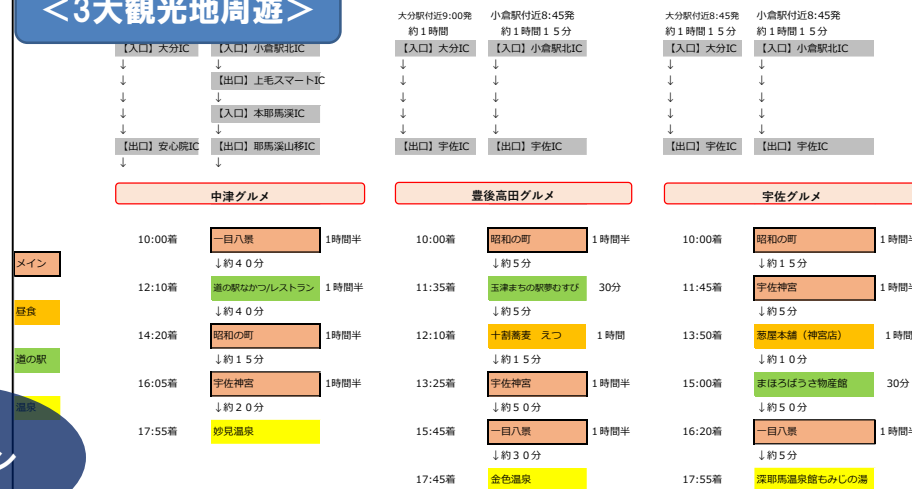 ＜3大観光地周遊＞
大分駅付近9:00発 小倉駅付近8:45発
約１時間 約１時間１５分
大分駅付近8:45発 小倉駅付近8:45発
約１時間１５分 約１時間１５分
【入口】大分IC 【入口】小倉駅北IC
↓ ↓
↓ 【出口】上毛スマートIC
↓ ↓
↓ 【入口】本耶馬渓IC
↓ ↓
【出口】安心院IC 【出口】耶馬溪山移IC
↓ ↓
【入口】大分IC 【入口】小倉駅北IC
↓ ↓
↓ ↓
↓ ↓
↓ ↓
↓ ↓
【出口】宇佐IC 【出口】宇佐IC
【入口】大分IC 【入口】小倉駅北IC
↓ ↓
↓ ↓
↓ ↓
↓ ↓
↓ ↓
【出口】宇佐IC 【出口】宇佐IC
メイン
昼食
道の駅
温泉
中津グルメ
10:00着 一目八景 1時間半
↓約４０分
12:10着 道の駅なかつ/レストラン 1時間半
↓約４０分
14:20着 昭和の町 1時間半
↓約１５分
16:05着 宇佐神宮 1時間半
↓約２０分
17:55着 妙見温泉
豊後高田グルメ
10:00着 昭和の町 1時間半
↓約5分
11:35着 玉津まちの駅夢むすび 30分
↓約５分
12:10着 十割蕎麦　えつ 1時間
↓約１５分
13:25着 宇佐神宮 1時間半
↓約５０分
15:45着 一目八景 1時間半
↓約３０分
17:45着 金色温泉
宇佐グルメ
10:00着 昭和の町 1時間半
↓約１５分
11:45着 宇佐神宮 1時間半
↓約５分
13:50着 葱屋本舗（神宮店） 1時間
↓約１０分
15:00着 まほろばうさ物産館 30分
↓約５０分
16:20着 一目八景 1時間半
↓約５分
17:55着 深耶馬温泉館もみじの湯